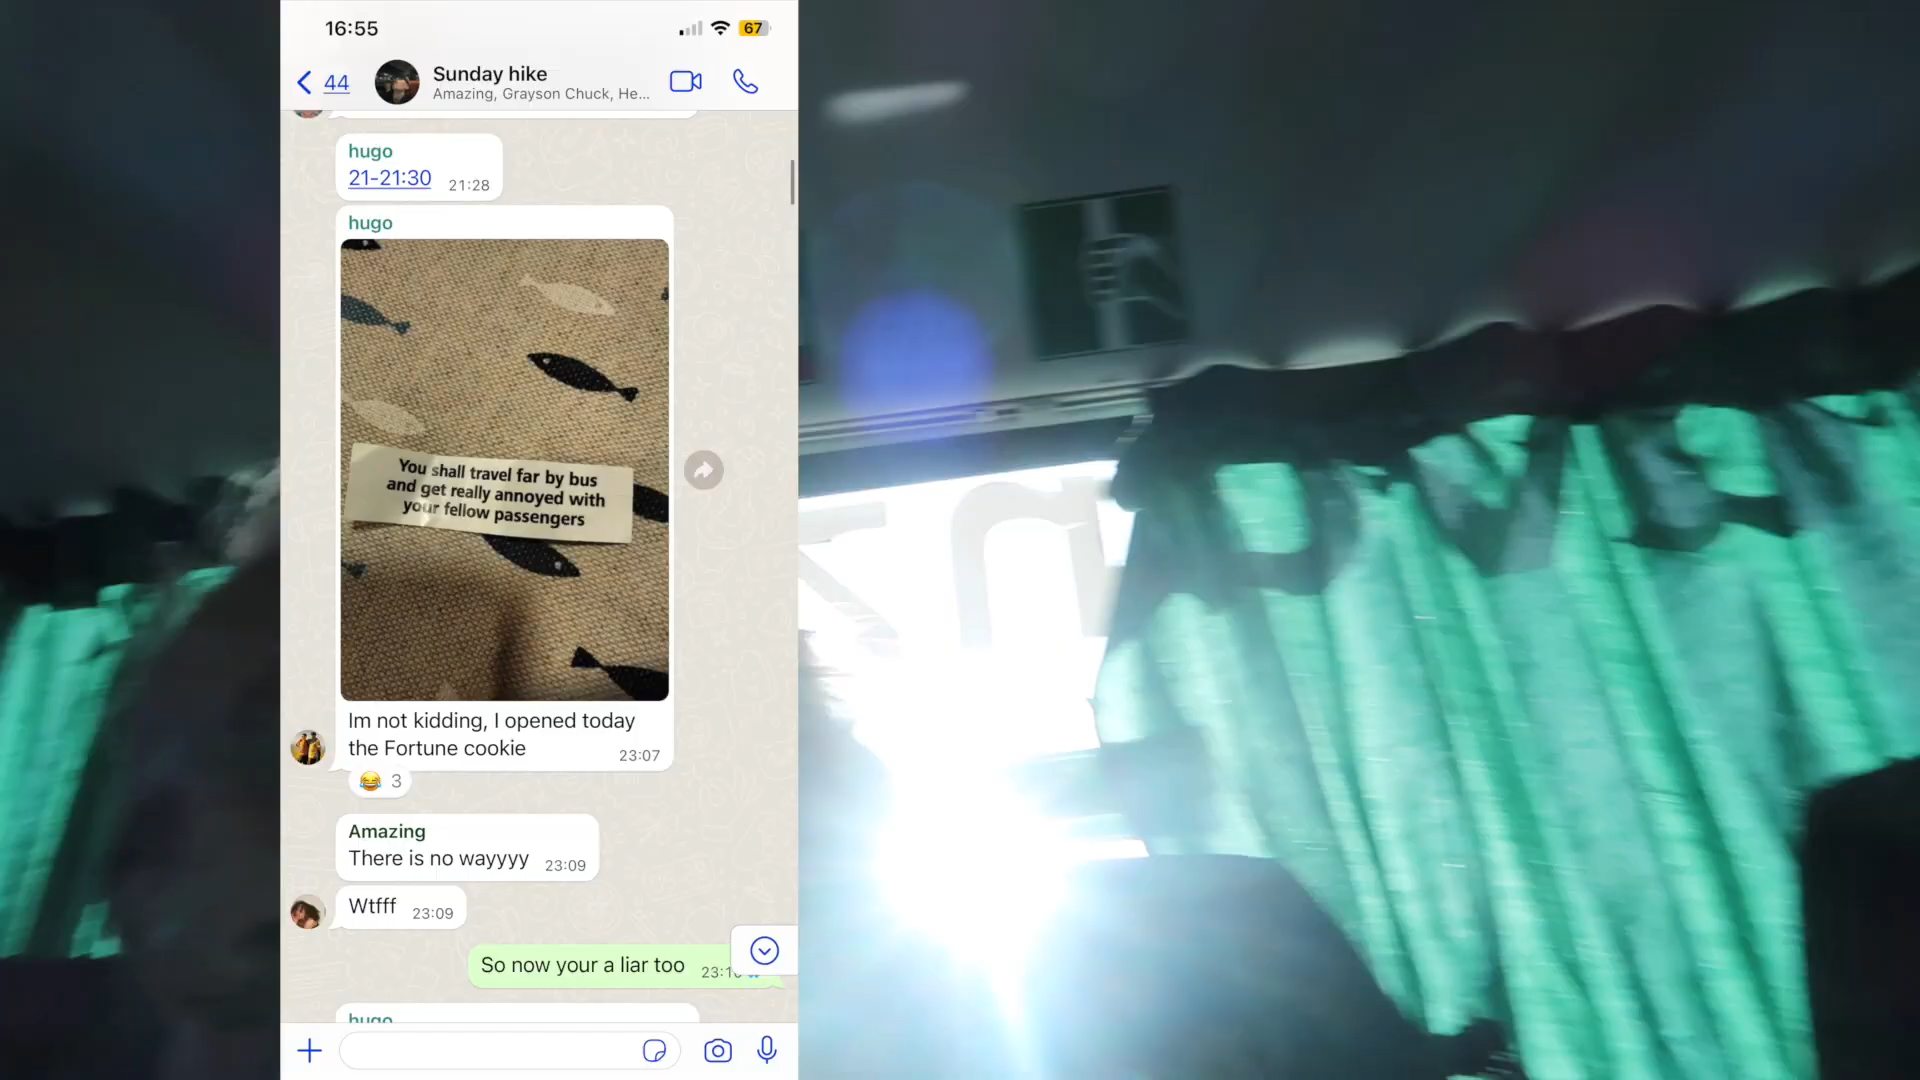 16:55
67
44
Sunday hike
Amazing, Grayson Chuck, He...
hugo
21-21:30
21:28
hugo
You shall travel far by bus
and get really annoyed with
your fellow passengers
Im not kidding, I opened today
the Fortune cookie
23:07
😂 3
Amazing
There is no wayyyy
23:09
Wtfff
23:09
So now your a liar too
hugo